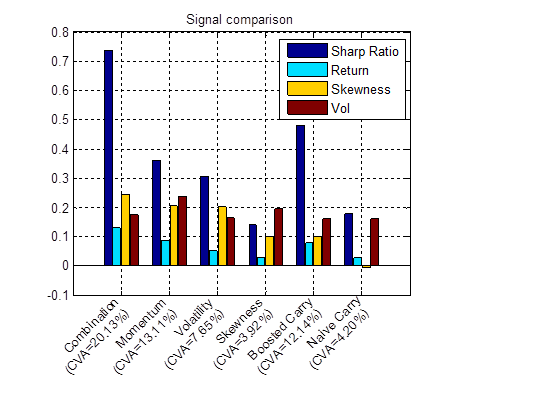 Signal comparison
0.8
0.7
0.6
0.5
0.4
0.3
0.2
0.1
0
-0.1
Sharp Ratio
Return
Skewness
Vol
Combination
(CVA=20.13%)
Momentum
(CVA=13.11%)
Volatility
(CVA=7.65%)
Skewness
(CVA=3.92%)
Boosted Carry
(CVA=12.14%)
Naive Carry
(CVA=4.20%)